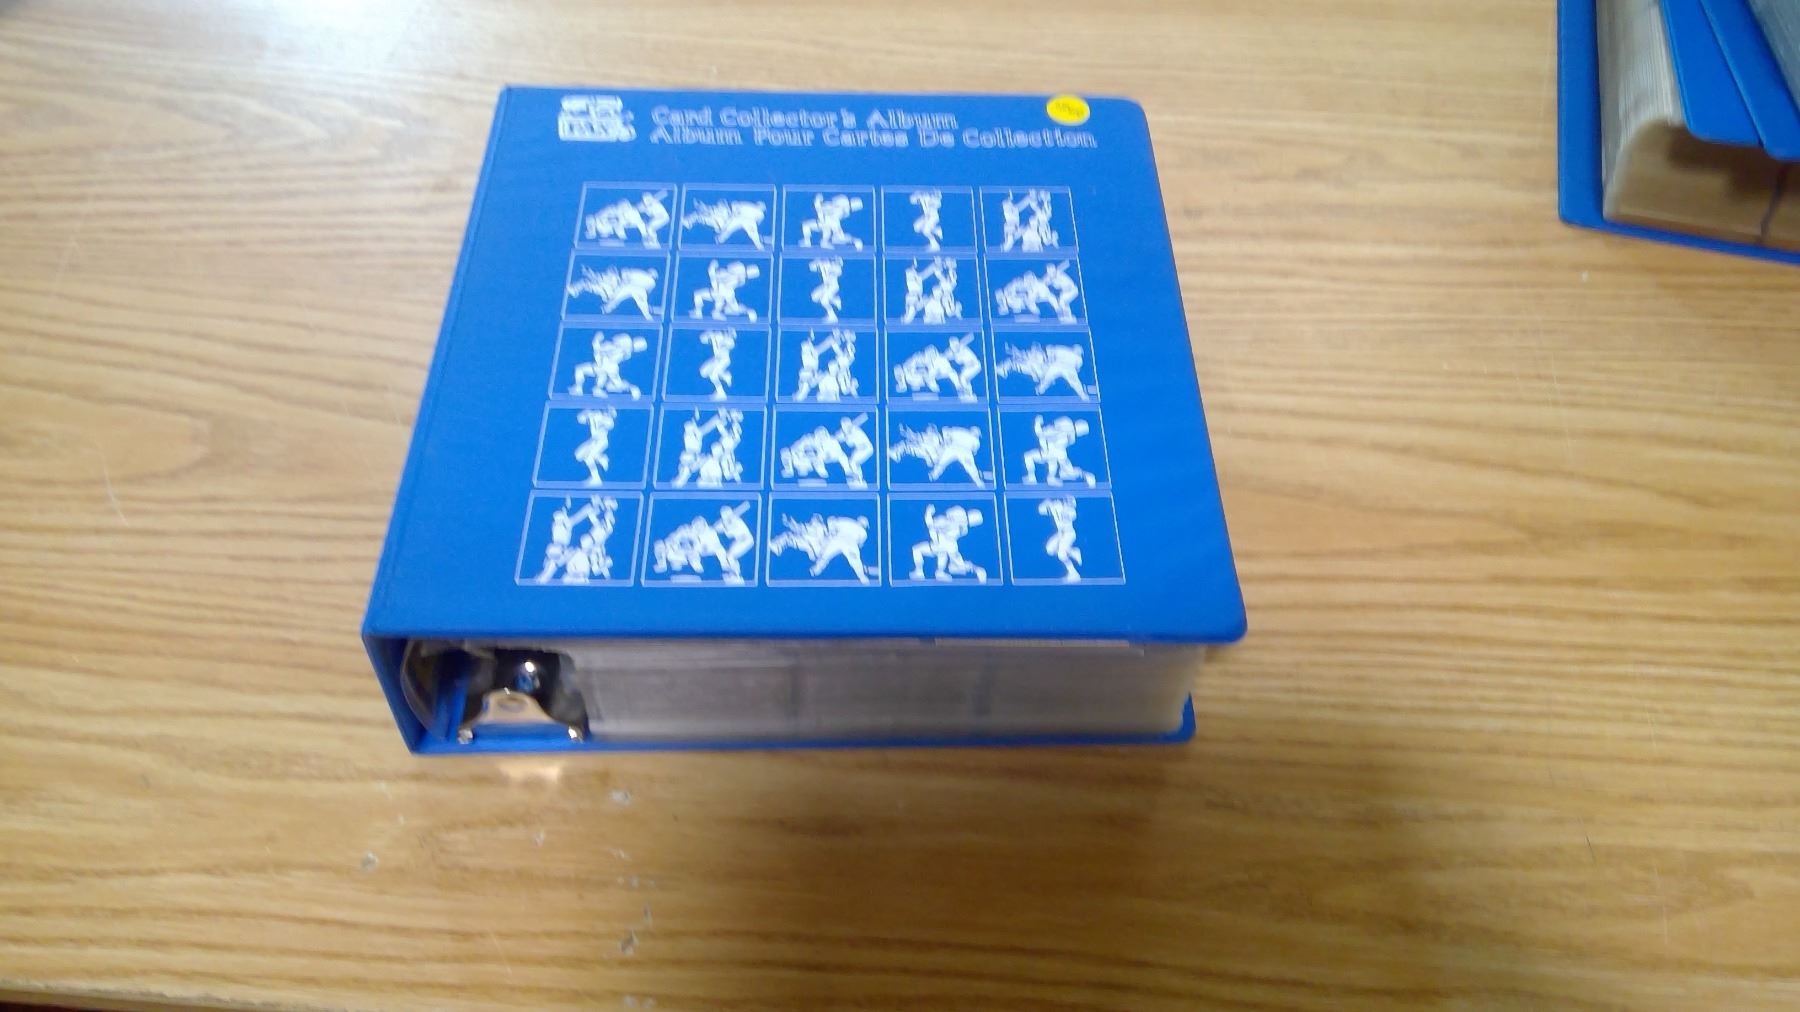 Card Collector's Album
Album Pour Cartes De Collection